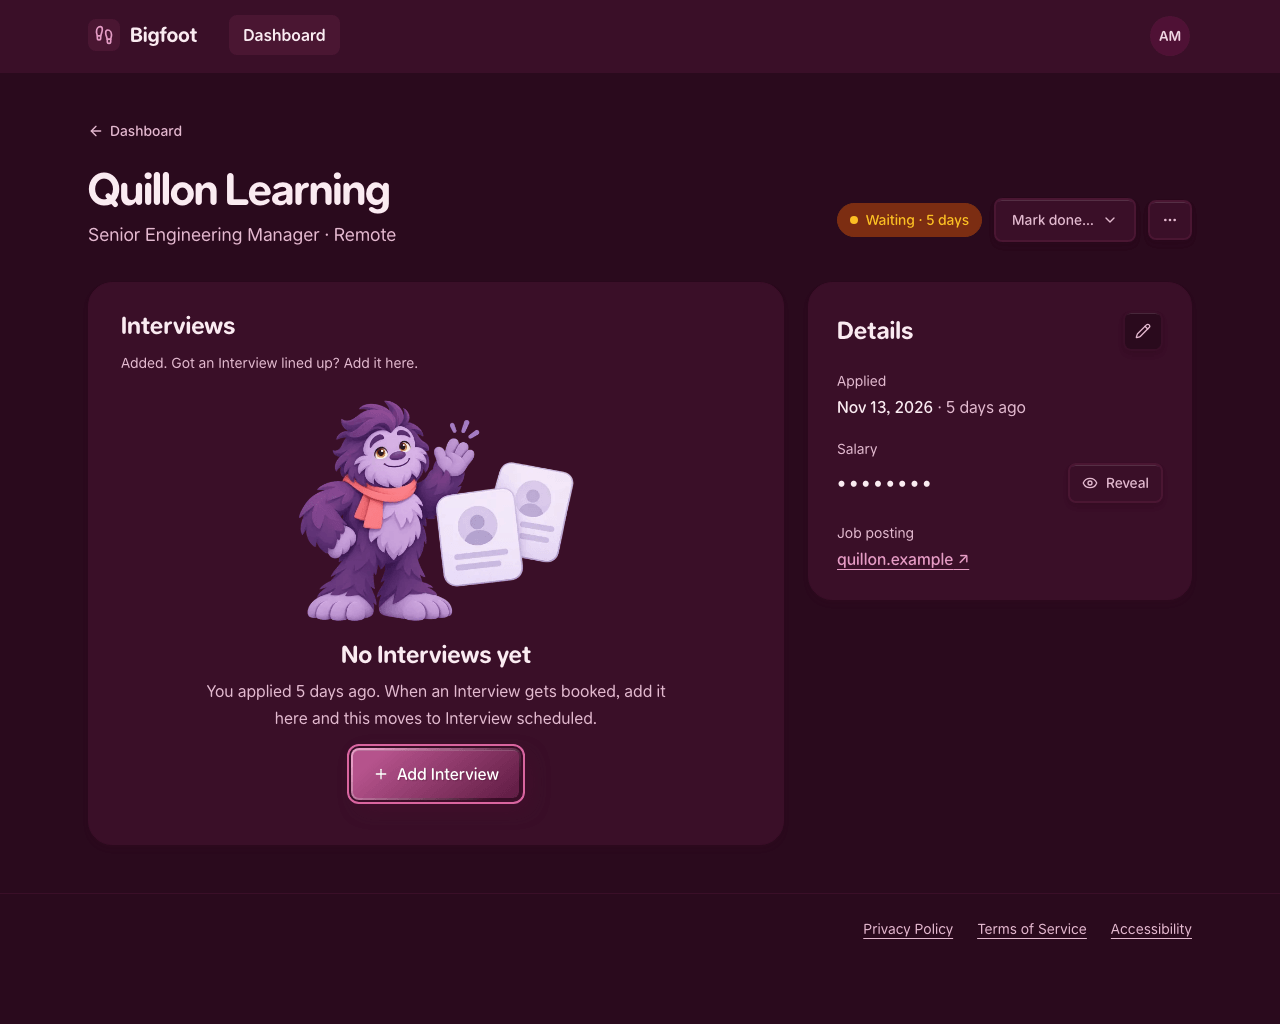 Bigfoot
Dashboard
AM
← Dashboard
Quillon Learning
Senior Engineering Manager · Remote
Waiting · 5 days
Mark done...
Interviews
Added. Got an Interview lined up? Add it here.
No Interviews yet
You applied 5 days ago. When an Interview gets booked, add it
here and this moves to Interview scheduled.
+ Add Interview
Details
Applied
Nov 13, 2026 · 5 days ago
Salary
••••••••
Reveal
Job posting
quillon.example ↗
Privacy Policy
Terms of Service
Accessibility